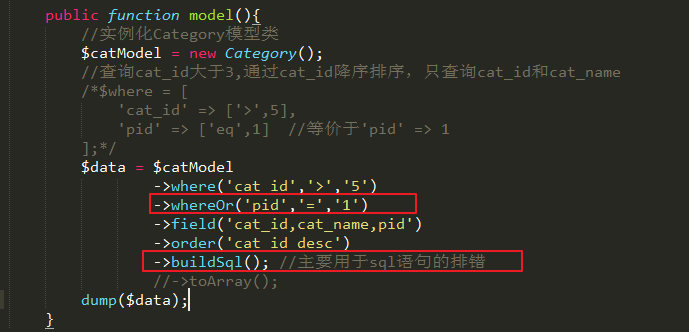 public function model(){
//实例化Category模型类
$catModel = new Category();
//查询cat_id大于3,通过cat_id降序排序，只查询cat_id和cat_name
/*$where = [
'cat_id' => ['>',5],
'pid' => ['eq',1] //等价于'pid' => 1
];*/
$data = $catModel
->where('cat_id','>','5')
->whereOr('pid','=','1')
->field('cat_id,cat_name,pid')
->order('cat_id desc')
->buildSql(); //主要用于sql语句的排错
//->toArray();
dump($data);
}